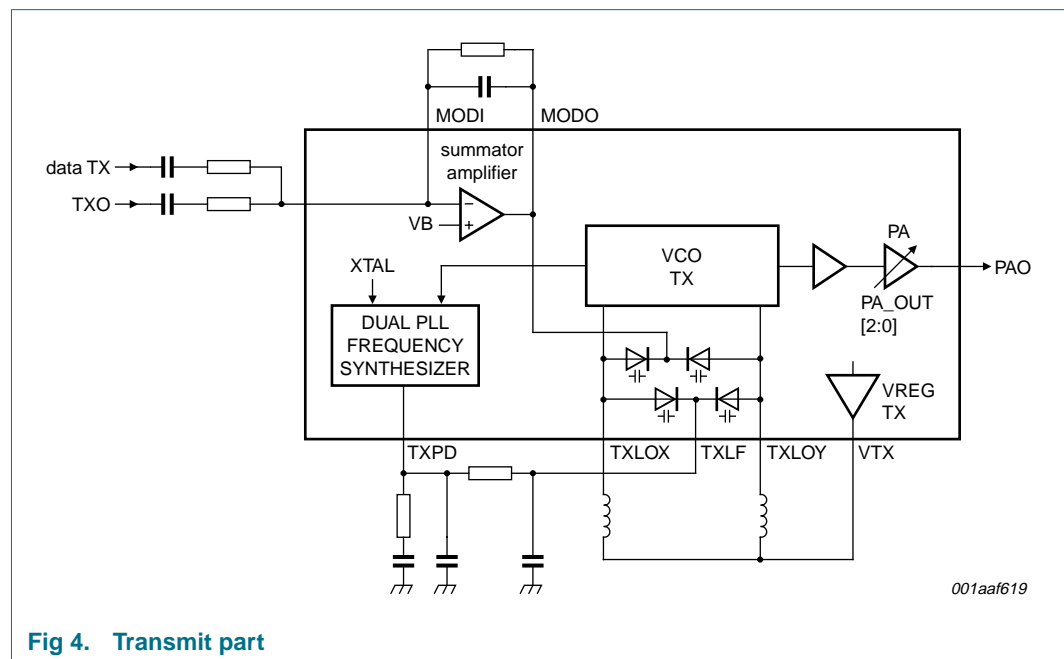 MODI
MODO
data TX
TXO
summator
amplifier
−
+
VB
XTAL
DUAL PLL
FREQUENCY
SYNTHESIZER
VCO
TX
PA
PAO
PA_OUT
[2:0]
VREG
TX
TXPD
TXLOX
TXLF
TXLOY
VTX
001aaf619
Fig 4. Transmit part